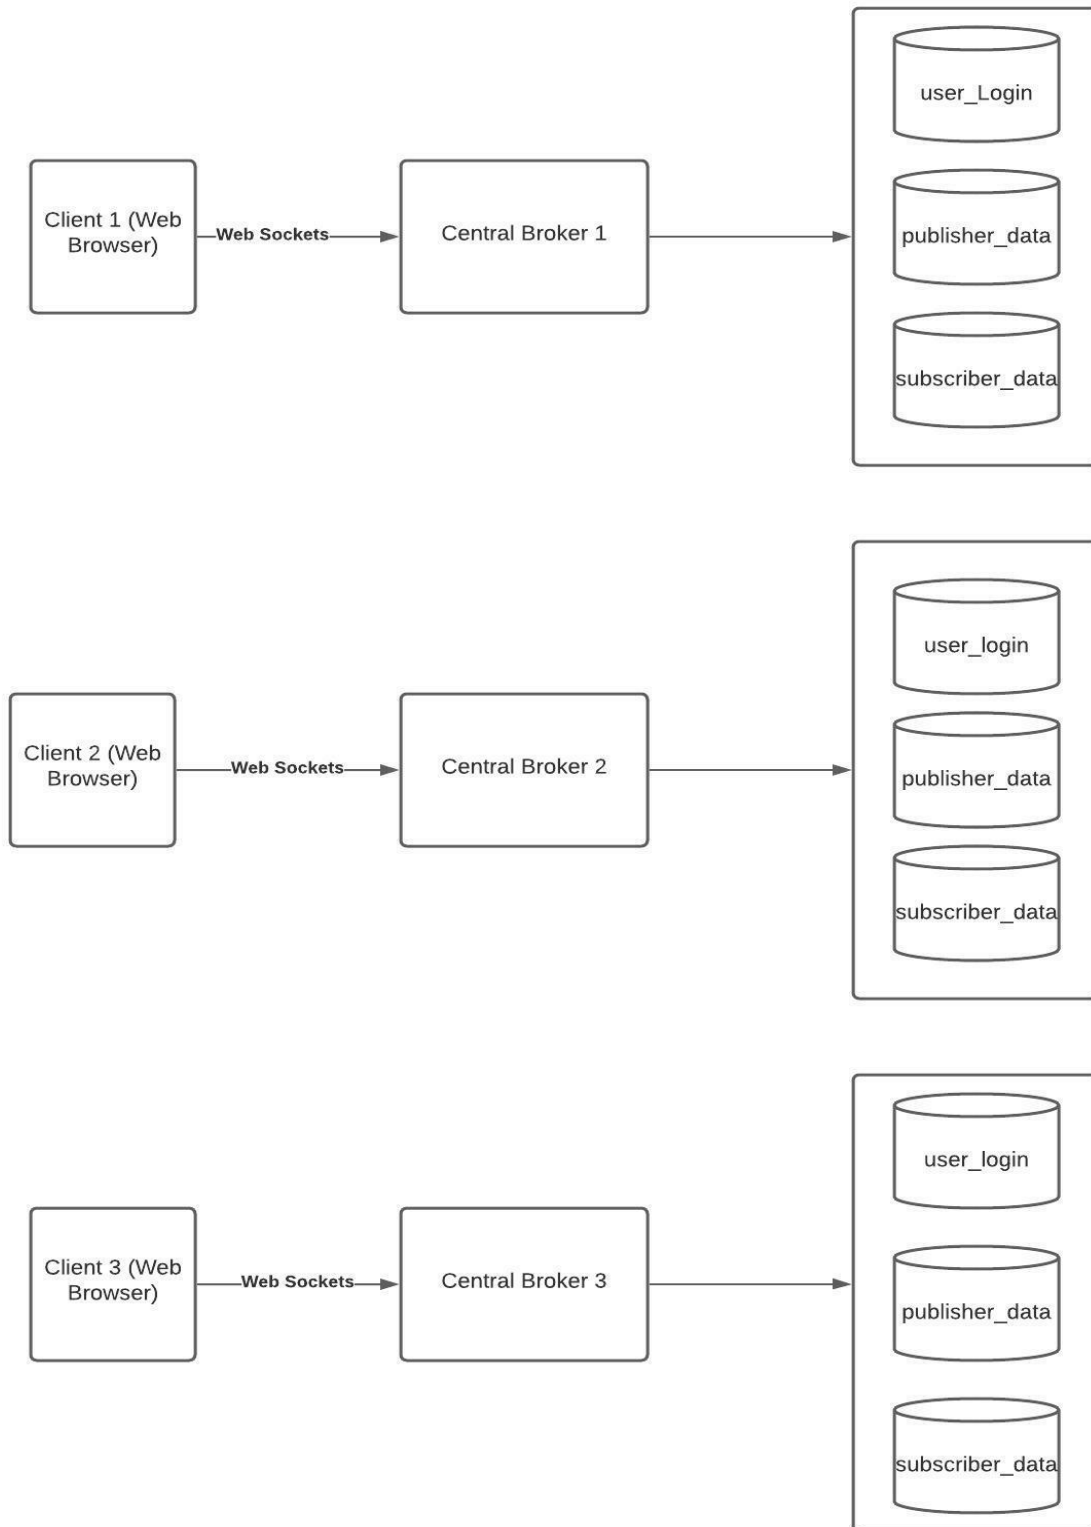 user_Login
Client 1 (Web
Browser)
Web Sockets
Central Broker 1
publisher_data
subscriber_data
user_login
Client 2 (Web
Browser)
Web Sockets
Central Broker 2
publisher_data
subscriber_data
user_login
Client 3 (Web
Browser)
Web Sockets
Central Broker 3
publisher_data
subscriber_data